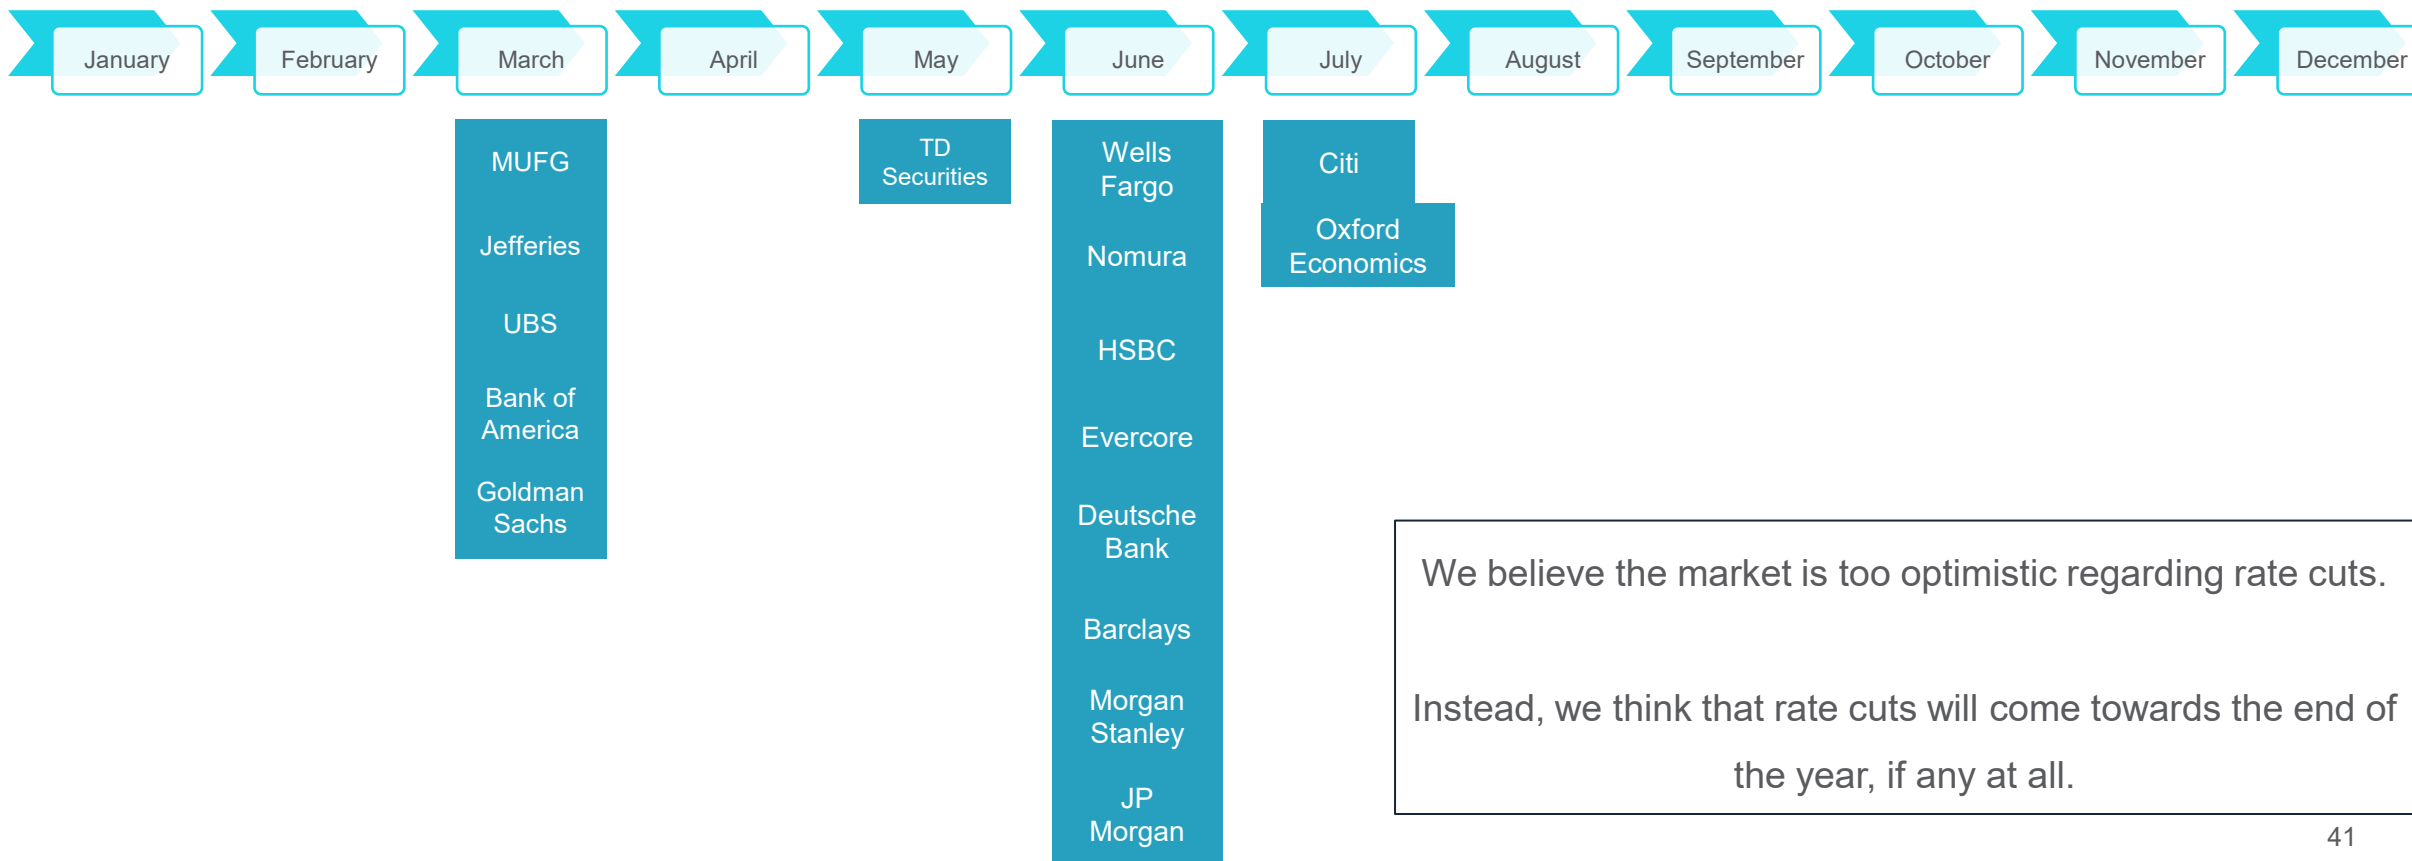 January
February
March
April
May
June
July
August
September
October
November
December
MUFG
Jefferies
UBS
Bank of
America
Goldman
Sachs
TD
Securities
Wells
Fargo
Nomura
HSBC
Evercore
Deutsche
Bank
Barclays
Morgan
Stanley
JP
Morgan
Citi
Oxford
Economics
We believe the market is too optimistic regarding rate cuts.
Instead, we think that rate cuts will come towards the end of
the year, if any at all.
41